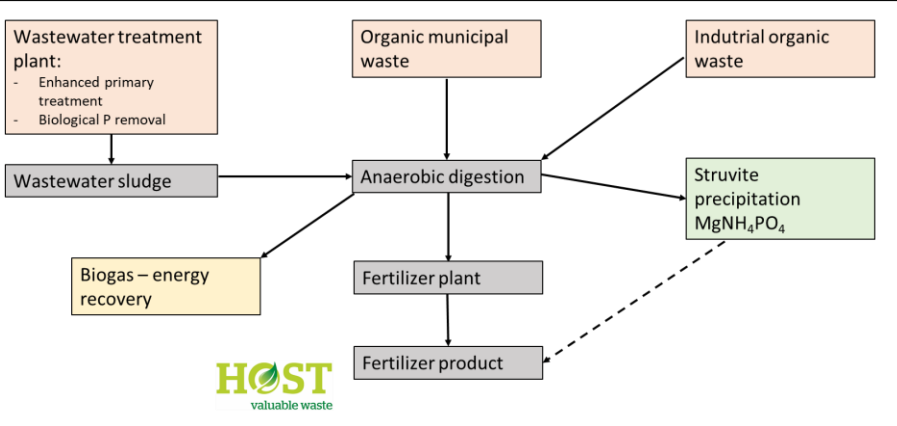 Wastewater treatment
plant:
- Enhanced primary
treatment
- Biological P removal
Organic municipal
waste
Indutrial organic
waste
Wastewater sludge
Anaerobic digestion
Struvite
precipitation
MgNH₄PO₄
Biogas – energy
recovery
Fertilizer plant
Fertilizer product
HOST
valuable waste